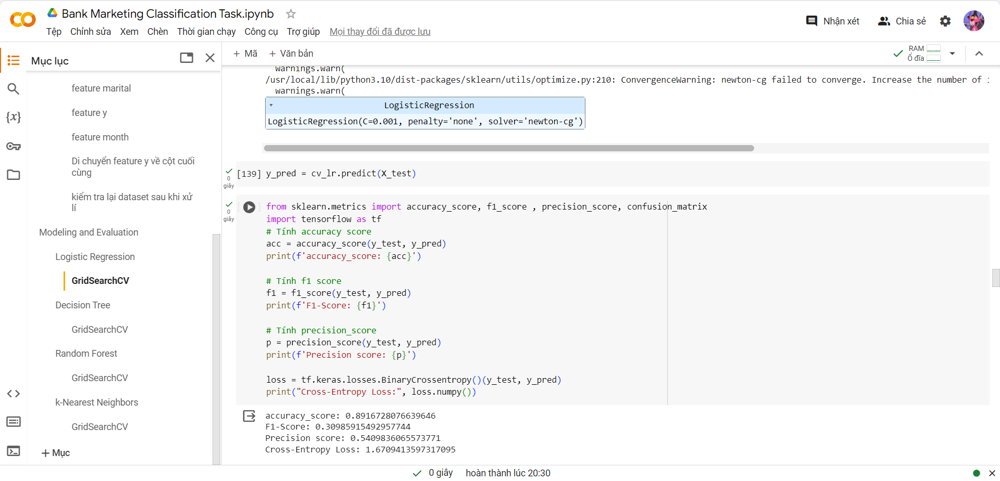 Bank Marketing Classification Task.ipynb
Tệp Chỉnh sửa Xem Chèn Thời gian chạy Công cụ Trợ giúp Mọi thay đổi đã được lưu
Nhận xét Chia sẻ
Mục lục
feature marital
feature y
feature month
Di chuyển feature y về cột cuối
cùng
kiểm tra lại dataset sau khi xử
lí
Modeling and Evaluation
Logistic Regression
GridSearchCV
Decision Tree
GridSearchCV
Random Forest
GridSearchCV
k-Nearest Neighbors
GridSearchCV
+ Mục
+ Mã + Văn bản
RAM
Ổ đĩa
warnings.warn(
/usr/local/lib/python3.10/dist-packages/sklearn/utils/optimize.py:210: ConvergenceWarning: newton-cg failed to converge. Increase the number of
warnings.warn(
LogisticRegression
LogisticRegression(C=0.001, penalty='none', solver='newton-cg')
0
giây
[139] y_pred = cv_lr.predict(X_test)
0
giây
from sklearn.metrics import accuracy_score, f1_score , precision_score, confusion_matrix
import tensorflow as tf
# Tính accuracy score
acc = accuracy_score(y_test, y_pred)
print(f'accuracy_score: {acc}')
# Tính f1 score
f1 = f1_score(y_test, y_pred)
print(f'F1-Score: {f1}')
# Tính precision_score
p = precision_score(y_test, y_pred)
print(f'Precision score: {p}')
loss = tf.keras.losses.BinaryCrossentropy()(y_test, y_pred)
print("Cross-Entropy Loss:", loss.numpy())
accuracy_score: 0.8916728076639646
F1-Score: 0.30985915492957744
Precision score: 0.5409836065573771
Cross-Entropy Loss: 1.6709413597317095
0 giây hoàn thành lúc 20:30